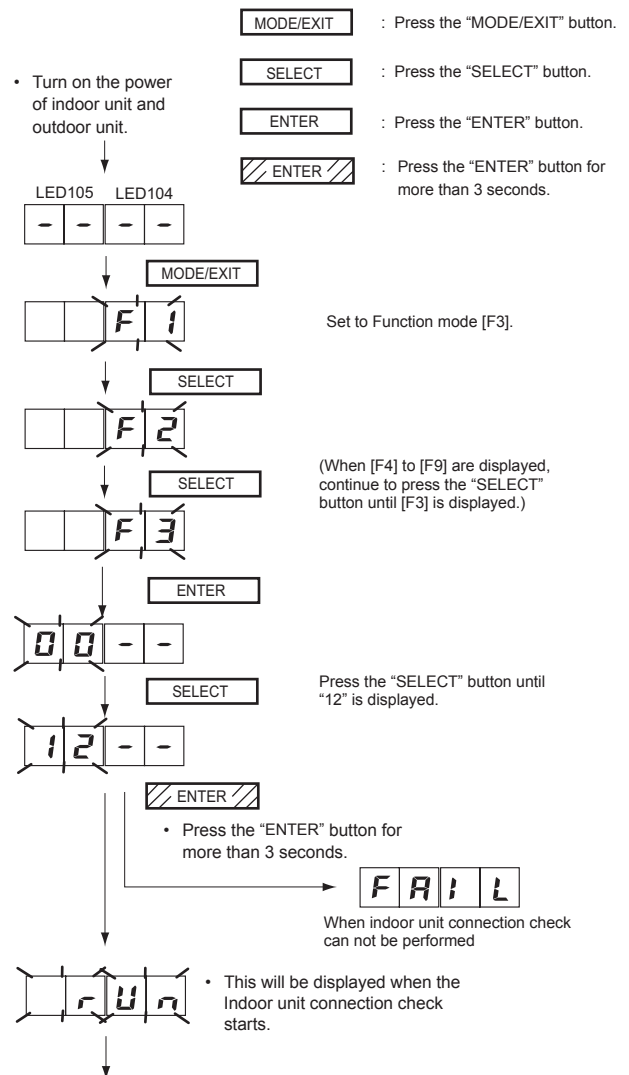 MODE/EXIT : Press the “MODE/EXIT” button.
SELECT : Press the “SELECT” button.
ENTER : Press the “ENTER” button.
ENTER : Press the “ENTER” button for
more than 3 seconds.
• Turn on the power
of indoor unit and
outdoor unit.
LED105 LED104
- - - -
MODE/EXIT
F 1
Set to Function mode [F3].
SELECT
F 2
(When [F4] to [F9] are displayed,
continue to press the “SELECT”
button until [F3] is displayed.)
SELECT
F 3
ENTER
0 0 - -
SELECT
Press the “SELECT” button until
“12” is displayed.
1 2 - -
ENTER
• Press the “ENTER” button for
more than 3 seconds.
F A I L
When indoor unit connection check
can not be performed
r U n
• This will be displayed when the
Indoor unit connection check
starts.